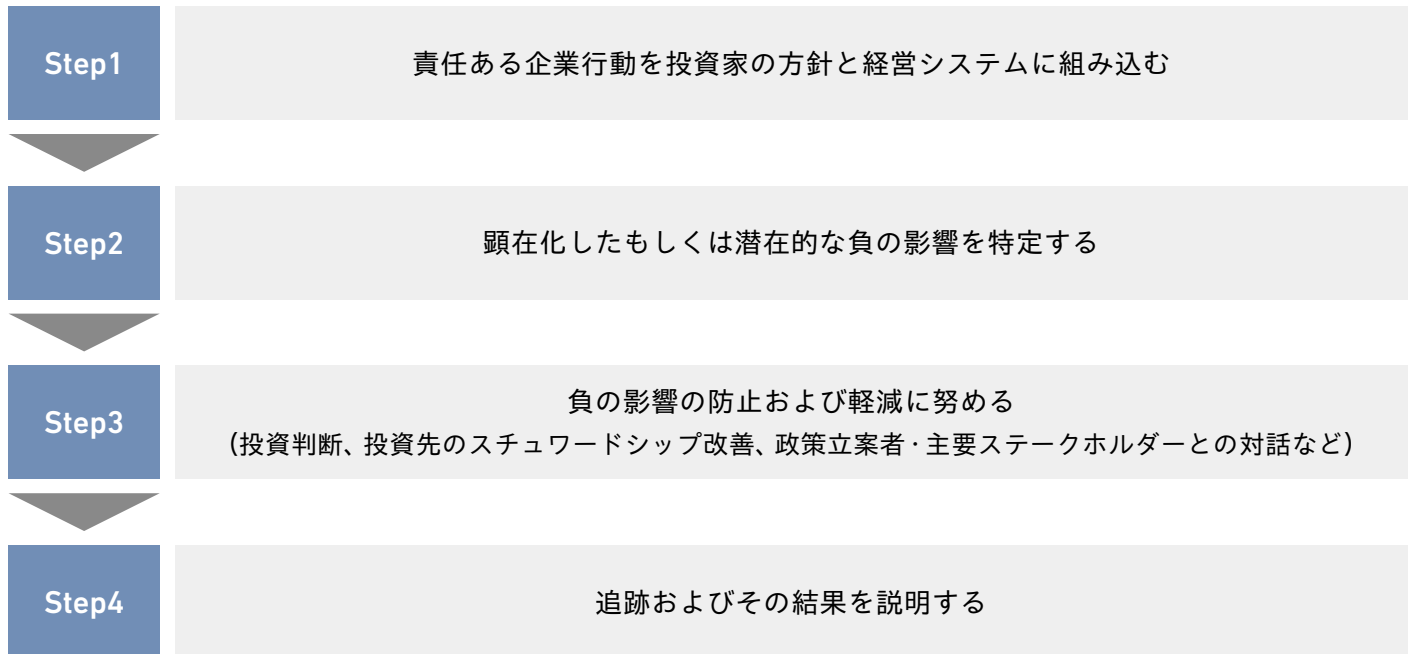 Step1
責任ある企業行動を投資家の方針と経営システムに組み込む
Step2
顕在化したもしくは潜在的な負の影響を特定する
Step3
負の影響の防止および軽減に努める
(投資判断、投資先のスチュワードシップ改善、政策立案者・主要ステークホルダーとの対話など)
Step4
追跡およびその結果を説明する